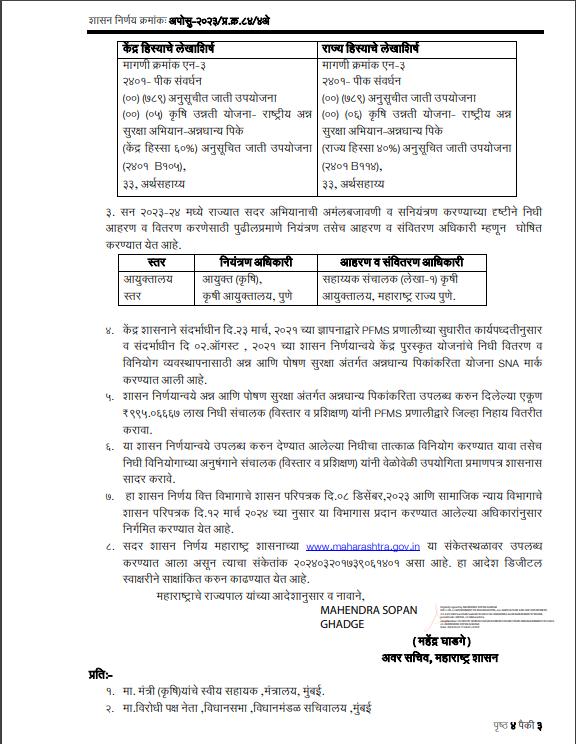 शासन निर्णय क्रमांकः अपोसु-२०२३/प्र.क्र.८४/४अे
केंद्र हिस्याचे लेखाशिर्ष
मागणी क्रमांक एन-३
२४०१- पीक संवर्धन
(००) (७८९) अनुसूचीत जाती उपयोजना
(००) (०५) कृषि उन्नती योजना- राष्ट्रीय अन्न
सुरक्षा अभियान-अन्नधान्य पिके
(केंद्र हिस्सा ६०%) अनुसूचित जाती उपयोजना
(२४०१ B१०५),
३३, अर्थसहाय्य
राज्य हिस्याचे लेखाशिर्ष
मागणी क्रमांक एन-३
२४०१- पीक संवर्धन
(००) (७८९) अनुसूचीत जाती उपयोजना
(००) (०६) कृषि उन्नती योजना- राष्ट्रीय अन्न
सुरक्षा अभियान-अन्नधान्य पिके
(राज्य हिस्सा ४०%) अनुसूचित जाती उपयोजना
(२४०१ B११४),
३३, अर्थसहाय्य
३. सन २०२३-२४ मध्ये राज्यात सदर अभियानाची अमंलबजावणी व सनियंत्रण करण्याच्या दृष्टीने निधी
आहरण व वितरण करणेसाठी पुढीलप्रमाणे नियंत्रण तसेच आहरण व संवितरण अधिकारी म्हणून घोषित
करण्यात येत आहे.
स्तर नियंत्रण अधिकारी आहारण व संवितरण आधिकारी
आयुक्तालय आयुक्त (कृषि), सहाय्यक संचालक (लेखा-१) कृषी
स्तर कृषी आयुक्तालय, पुणे आयुक्तालय, महाराष्ट्र राज्य पुणे.
४. केंद्र शासनाने संदर्भाधीन दि.२३ मार्च, २०२१ च्या ज्ञापनाद्वारे PFMS प्रणालीच्या सुधारीत कार्यपध्दतीनुसार
व संदर्भाधीन दि ०२.ऑगस्ट , २०२१ च्या शासन निर्णयान्वये केंद्र पुरस्कृत योजनांचे निधी वितरण व
विनियोग व्यवस्थापनासाठी अन्न आणि पोषण सुरक्षा अंतर्गत अन्नधान्य पिकांकरिता योजना SNA मार्क
करण्यात आली आहे.
५. शासन निर्णयान्वये अन्न आणि पोषण सुरक्षा अंतर्गत अन्नधान्य पिकांकरिता उपलब्ध करुन दिलेल्या एकूण
₹९९५.०६६६७ लाख निधी संचालक (विस्तार व प्रशिक्षण) यांनी PFMS प्रणालीद्वारे जिल्हा निहाय वितरीत
करावा.
६. या शासन निर्णयान्वये उपलब्ध करुन देण्यात आलेल्या निधीचा तात्काळ विनियोग करण्यात यावा तसेच
निधी विनियोगाच्या अनुषंगाने संचालक (विस्तार व प्रशिक्षण) यांनी वेळोवेळी उपयोगिता प्रमाणपत्र शासनास
सादर करावे.
७. हा शासन निर्णय वित्त विभागाचे शासन परिपत्रक दि.०८ डिसेंबर,२०२३ आणि सामाजिक न्याय विभागाचे
शासन परिपत्रक दि.१२ मार्च २०२४ च्या नुसार या विभागास प्रदान करण्यात आलेल्या अधिकारांनुसार
निर्गमित करण्यात येत आहे.
८. सदर शासन निर्णय महाराष्ट्र शासनाच्या www.maharashtra.gov.in या संकेतस्थळावर उपलब्ध
करण्यात आला असून त्याचा संकेतांक २०२४०३२०१७३९०६१४०१ असा आहे. हा आदेश डिजीटल
स्वाक्षरीने साक्षांकित करुन काढण्यात येत आहे.
महाराष्ट्राचे राज्यपाल यांच्या आदेशानुसार व नावाने,
MAHENDRA SOPAN
GHADGE
( महेंद्र घाडगे )
अवर सचिव, महाराष्ट्र शासन
प्रति:-
१. मा. मंत्री (कृषि)यांचे स्वीय सहायक ,मंत्रालय, मुंबई.
२. मा.विरोधी पक्ष नेता ,विधानसभा ,विधानमंडळ सचिवालय ,मुंबई
पृष्ठ ४ पैकी ३